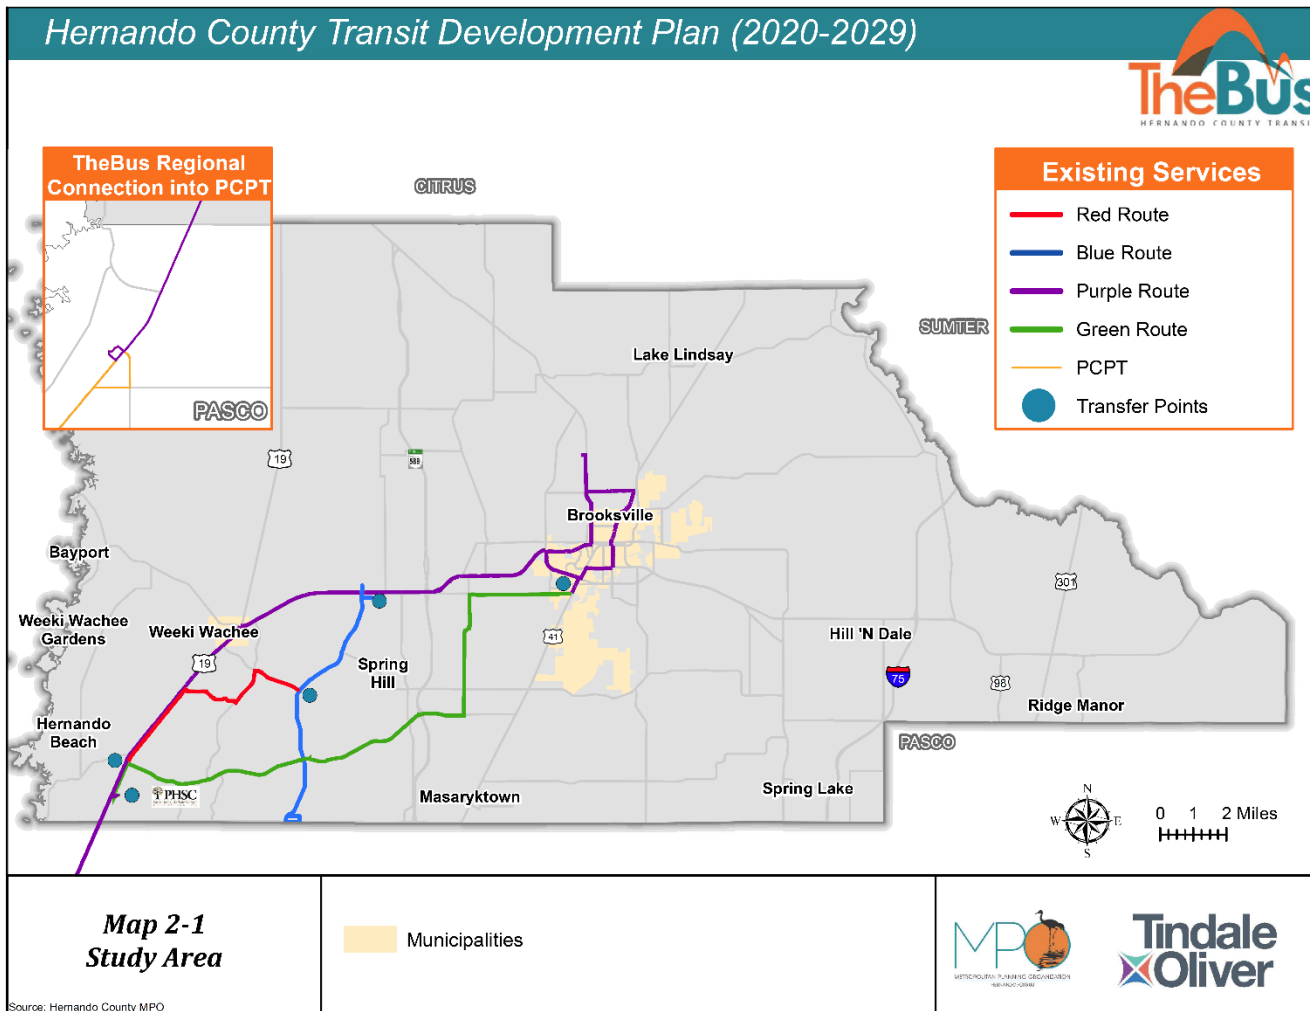 Hernando County Transit Development Plan (2020-2029)
TheBus
HERNANDO COUNTY TRANSI
TheBus Regional
Connection into PCPT
PASCO
CITRUS
SUMTER
Existing Services
Red Route
Blue Route
Purple Route
Green Route
PCPT
Transfer Points
Lake Lindsay
19
589
Brooksville
Bayport
301
Weeki Wachee
Gardens
Weeki Wachee
41
Hill 'N Dale
19
Spring
Hill
75
98
Ridge Manor
Hernando
Beach
PASCO
PHSC
Masaryktown
Spring Lake
N
W
E
S
0 1 2 Miles
Map 2-1
Study Area
Source: Hernando County MPO
Municipalities
MPO
METROPOLITAN PLANNING ORGANIZATION
Tindale
Oliver